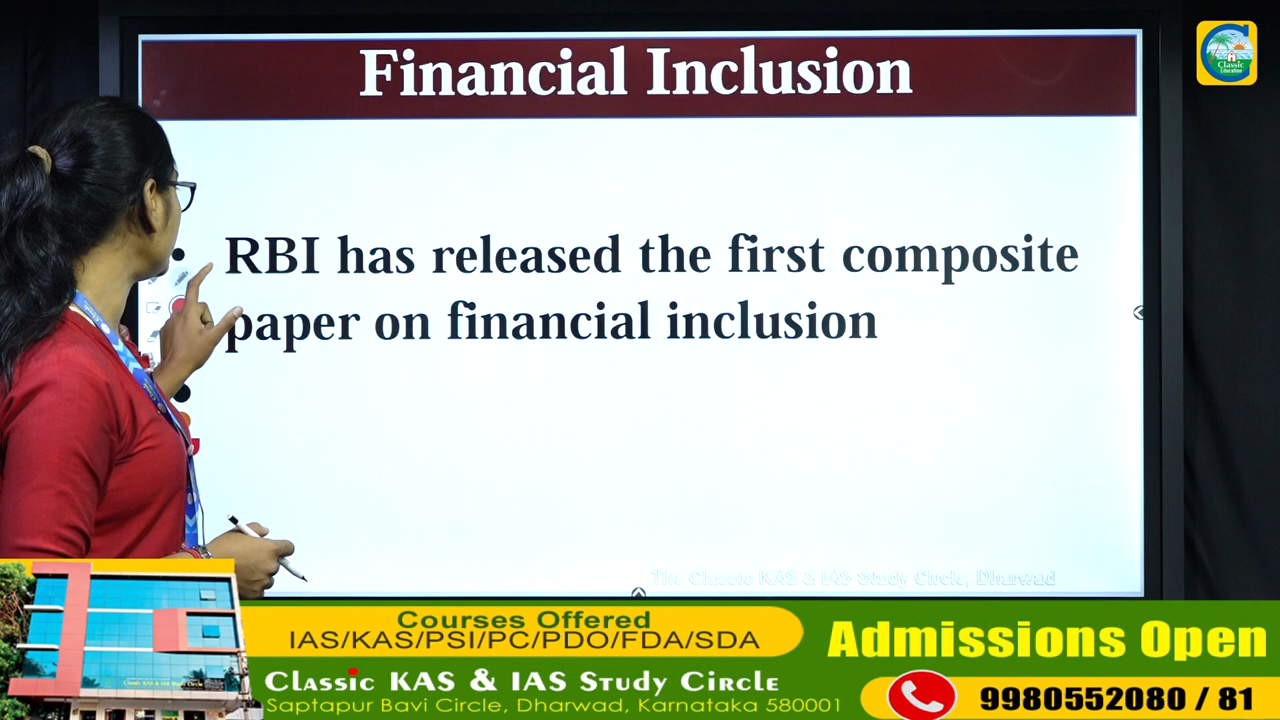 Financial Inclusion
Classic
Education
• RBI has released the first composite
paper on financial inclusion
The Classic KAS & IAS Study Circle, Dharwad
Courses Offered
IAS/KAS/PSI/PC/PDO/FDA/SDA
Admissions Open
Classic KAS & IAS Study Circle
Saptapur Bavi Circle, Dharwad, Karnataka 580001
9980552080 / 81